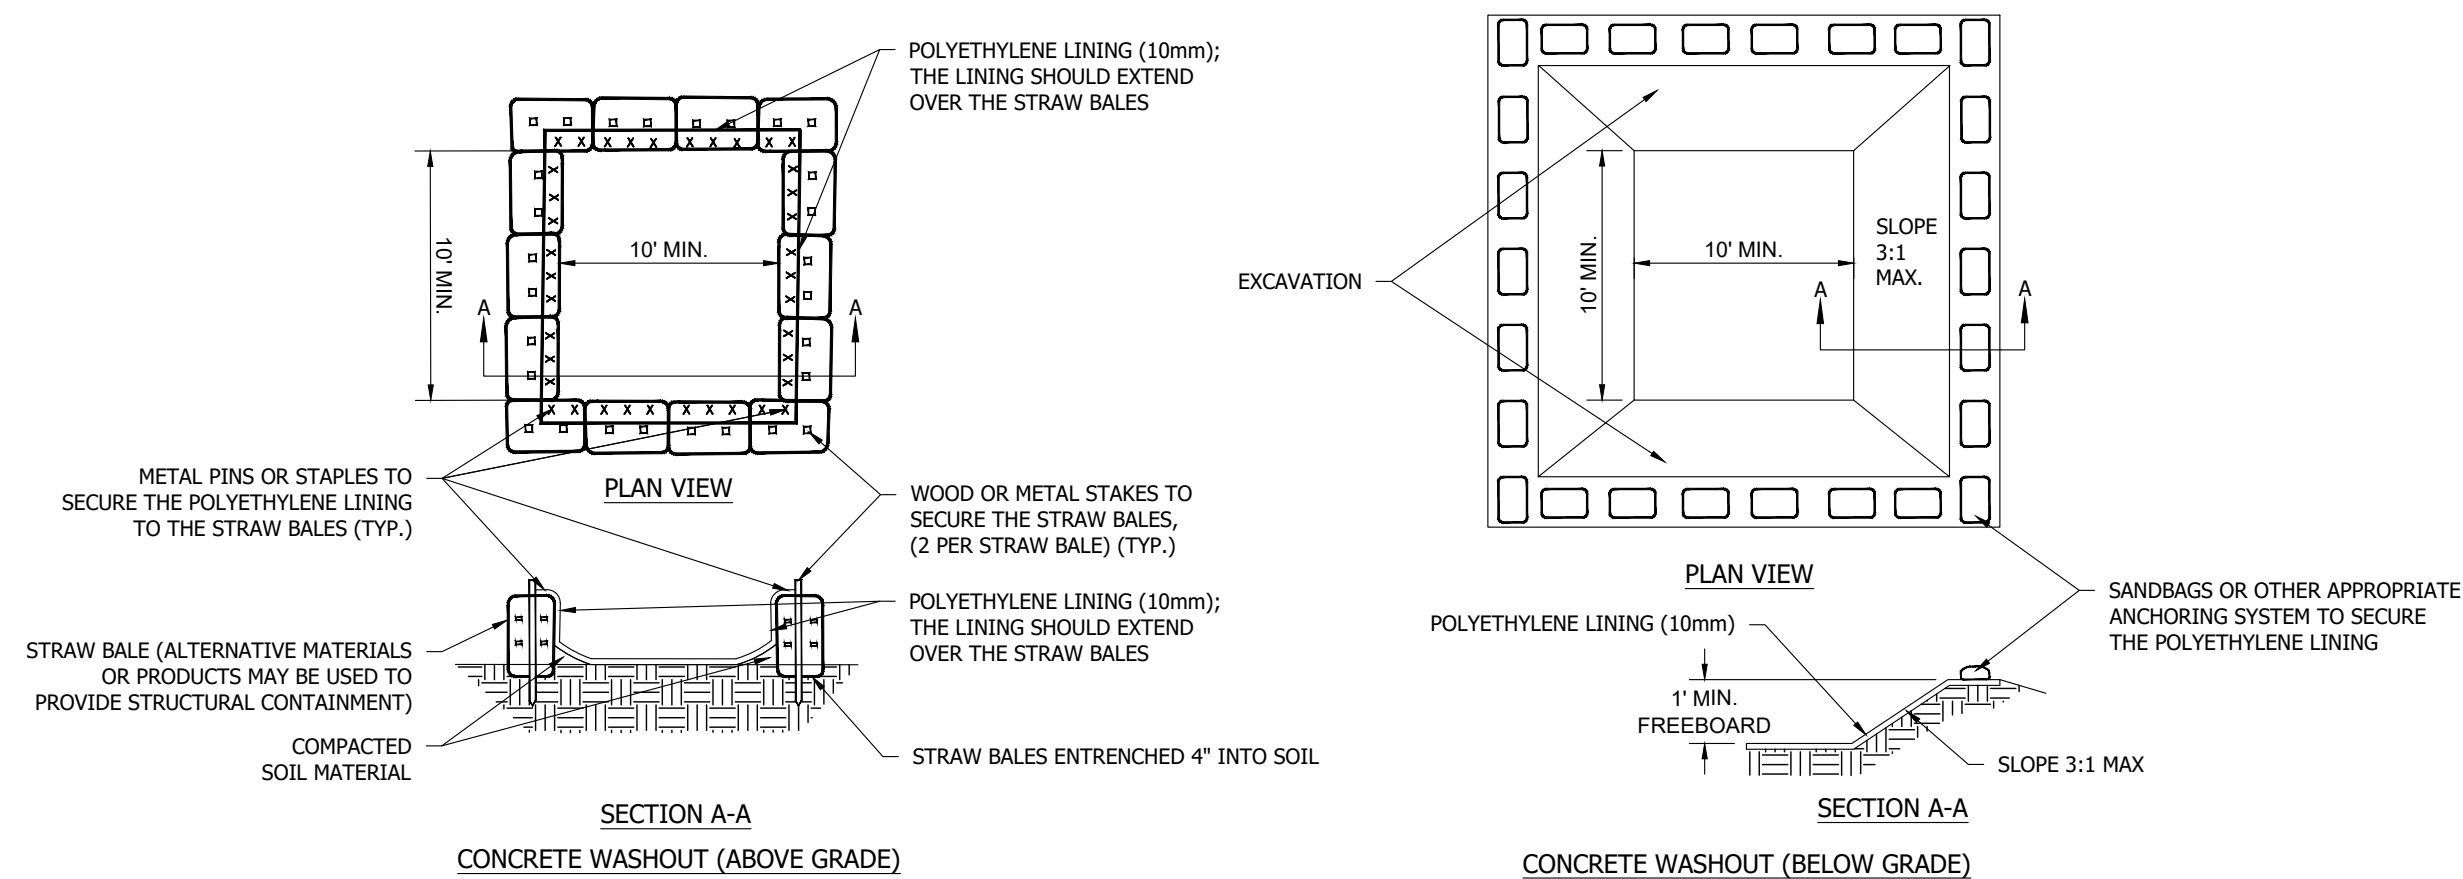 POLYETHYLENE LINING (10mm);
THE LINING SHOULD EXTEND
OVER THE STRAW BALES
10' MIN.
10' MIN.
A
A
METAL PINS OR STAPLES TO
SECURE THE POLYETHYLENE LINING
TO THE STRAW BALES (TYP.)
PLAN VIEW
WOOD OR METAL STAKES TO
SECURE THE STRAW BALES,
(2 PER STRAW BALE) (TYP.)
POLYETHYLENE LINING (10mm);
THE LINING SHOULD EXTEND
OVER THE STRAW BALES
STRAW BALE (ALTERNATIVE MATERIALS
OR PRODUCTS MAY BE USED TO
PROVIDE STRUCTURAL CONTAINMENT)
COMPACTED
SOIL MATERIAL
STRAW BALES ENTRENCHED 4" INTO SOIL
SECTION A-A
CONCRETE WASHOUT (ABOVE GRADE)
EXCAVATION
10' MIN.
10' MIN.
SLOPE
3:1
MAX.
A
A
PLAN VIEW
SANDBAGS OR OTHER APPROPRIATE
ANCHORING SYSTEM TO SECURE
THE POLYETHYLENE LINING
POLYETHYLENE LINING (10mm)
1' MIN.
FREEBOARD
SLOPE 3:1 MAX
SECTION A-A
CONCRETE WASHOUT (BELOW GRADE)